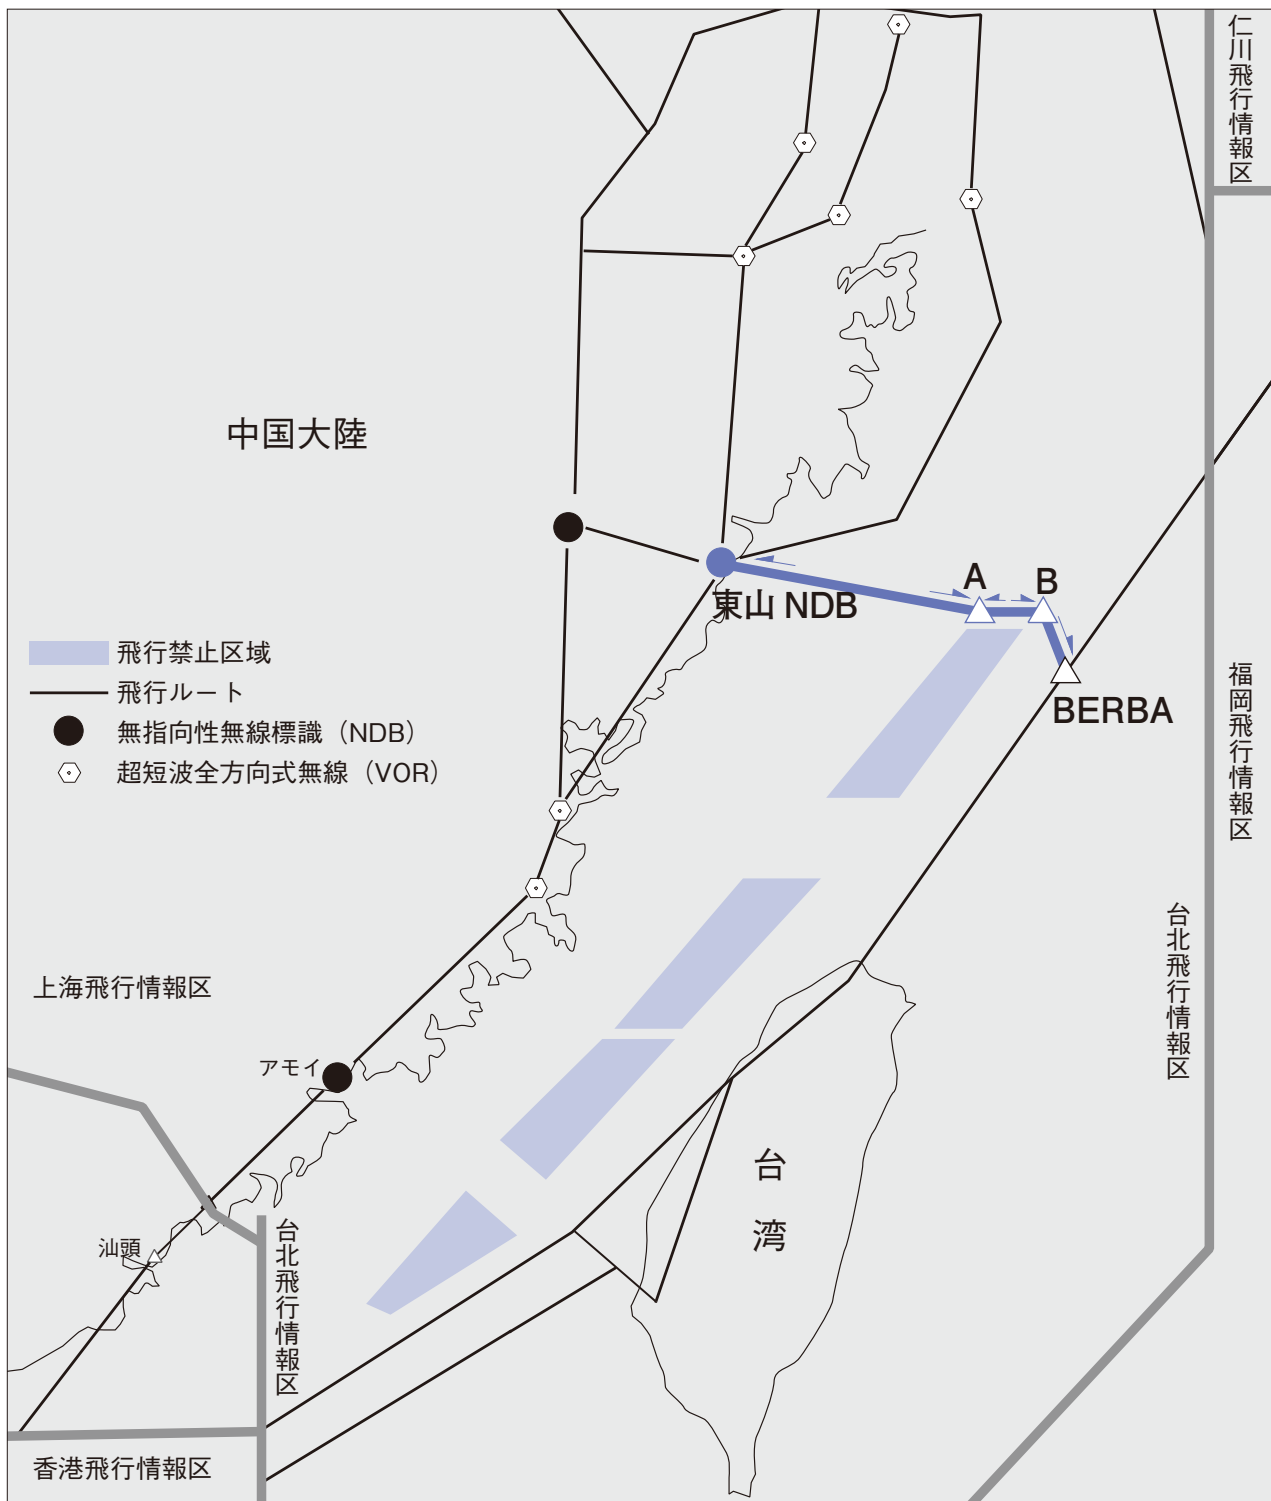 仁川飛行情報区
中国大陸
A
B
東山 NDB
飛行禁止区域
飛行ルート
BERBA
無指向性無線標識（NDB）
超短波全方向式無線（VOR）
福岡飛行情報区
台北飛行情報区
上海飛行情報区
アモイ
台湾
汕頭
台北飛行情報区
香港飛行情報区